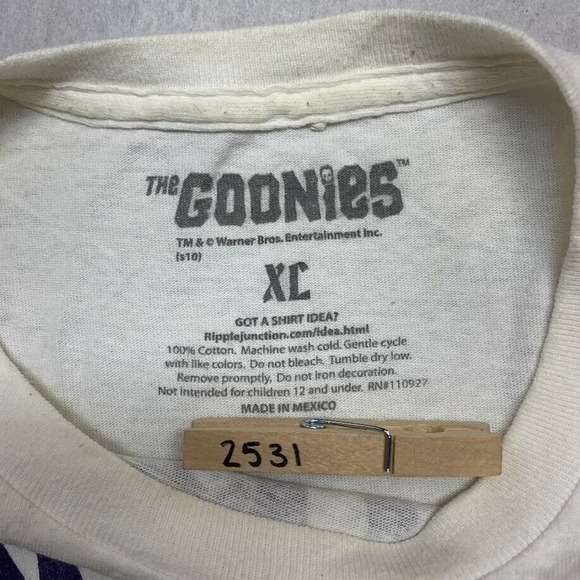 THE GOONiES™
TM & © Warner Bros. Entertainment Inc.
(s10)
XL
GOT A SHIRT IDEA?
Ripplejunction.com/idea.html
100% Cotton. Machine wash cold. Gentle cycle
with like colors. Do not bleach. Tumble dry low.
Remove promptly. Do not iron decoration.
Not intended for children 12 and under. RN#110927
MADE IN MEXICO
2531